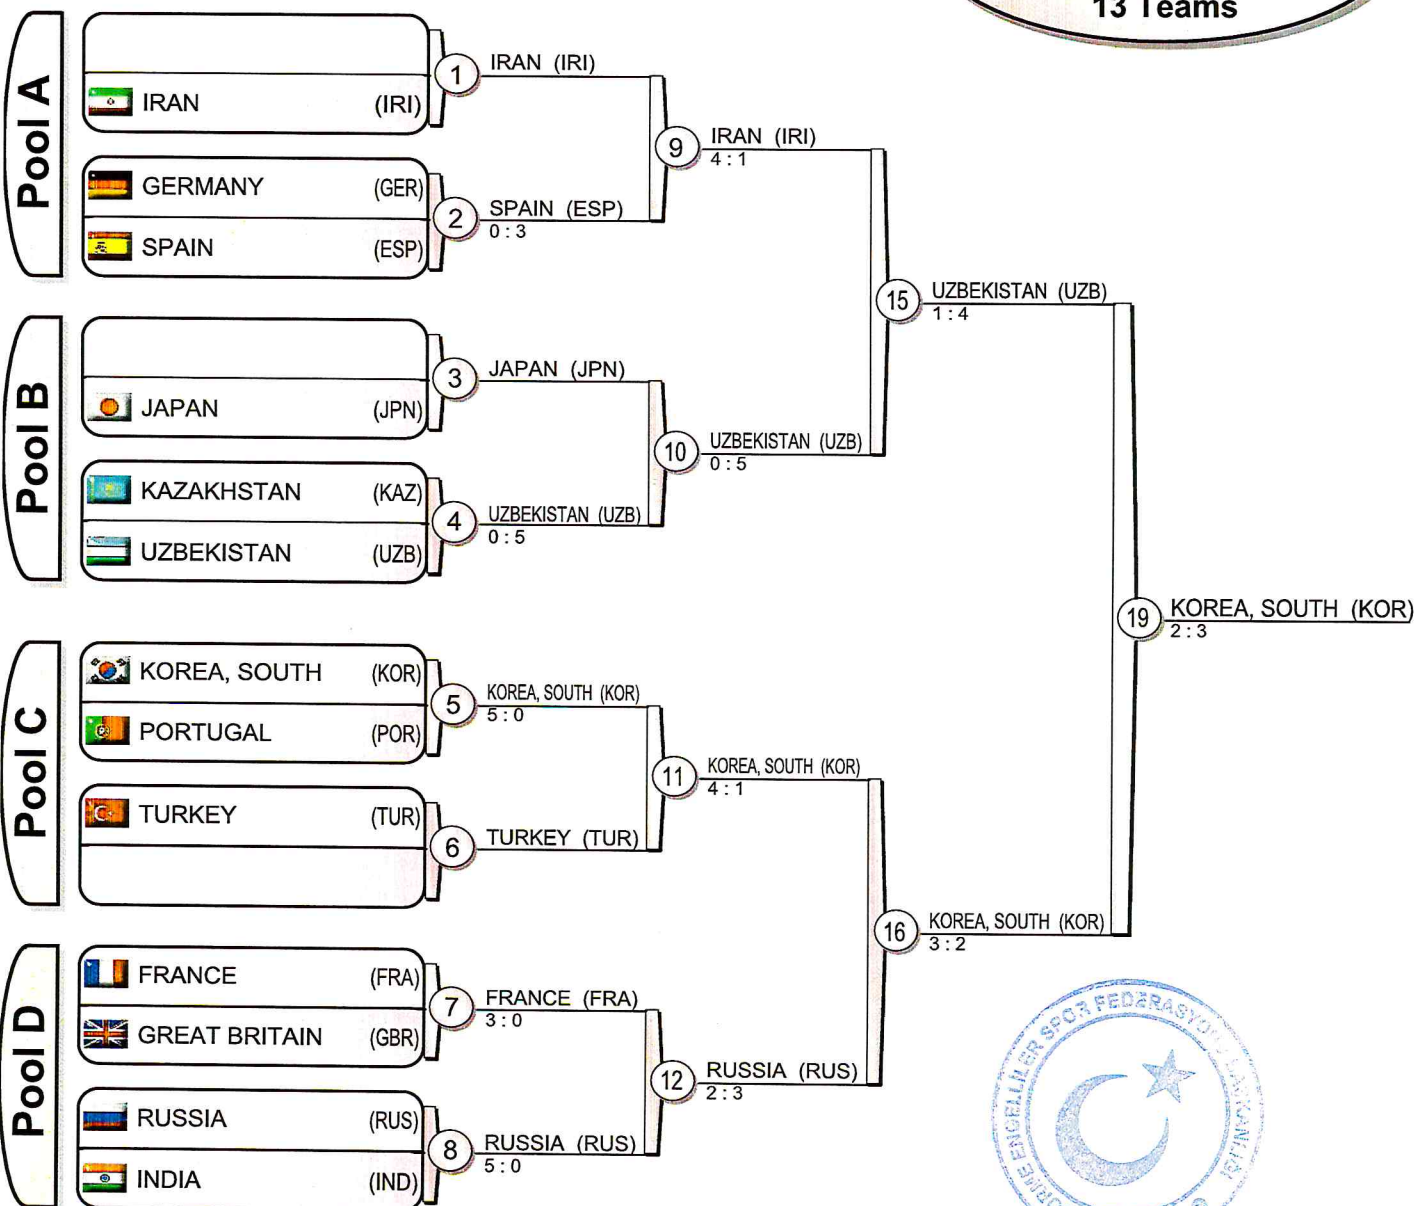 13 Teams
Pool A
IRAN (IRI)
GERMANY (GER)
SPAIN (ESP)
1 IRAN (IRI)
2 SPAIN (ESP)
0 : 3
9 IRAN (IRI)
4 : 1
Pool B
JAPAN (JPN)
KAZAKHSTAN (KAZ)
UZBEKISTAN (UZB)
3 JAPAN (JPN)
4 UZBEKISTAN (UZB)
0 : 5
10 UZBEKISTAN (UZB)
0 : 5
15 UZBEKISTAN (UZB)
1 : 4
Pool C
KOREA, SOUTH (KOR)
PORTUGAL (POR)
TURKEY (TUR)
5 KOREA, SOUTH (KOR)
5 : 0
6 TURKEY (TUR)
11 KOREA, SOUTH (KOR)
4 : 1
Pool D
FRANCE (FRA)
GREAT BRITAIN (GBR)
RUSSIA (RUS)
INDIA (IND)
7 FRANCE (FRA)
3 : 0
8 RUSSIA (RUS)
5 : 0
12 RUSSIA (RUS)
2 : 3
16 KOREA, SOUTH (KOR)
3 : 2
19 KOREA, SOUTH (KOR)
2 : 3
ENGELLİLER SPOR FEDERASYONU